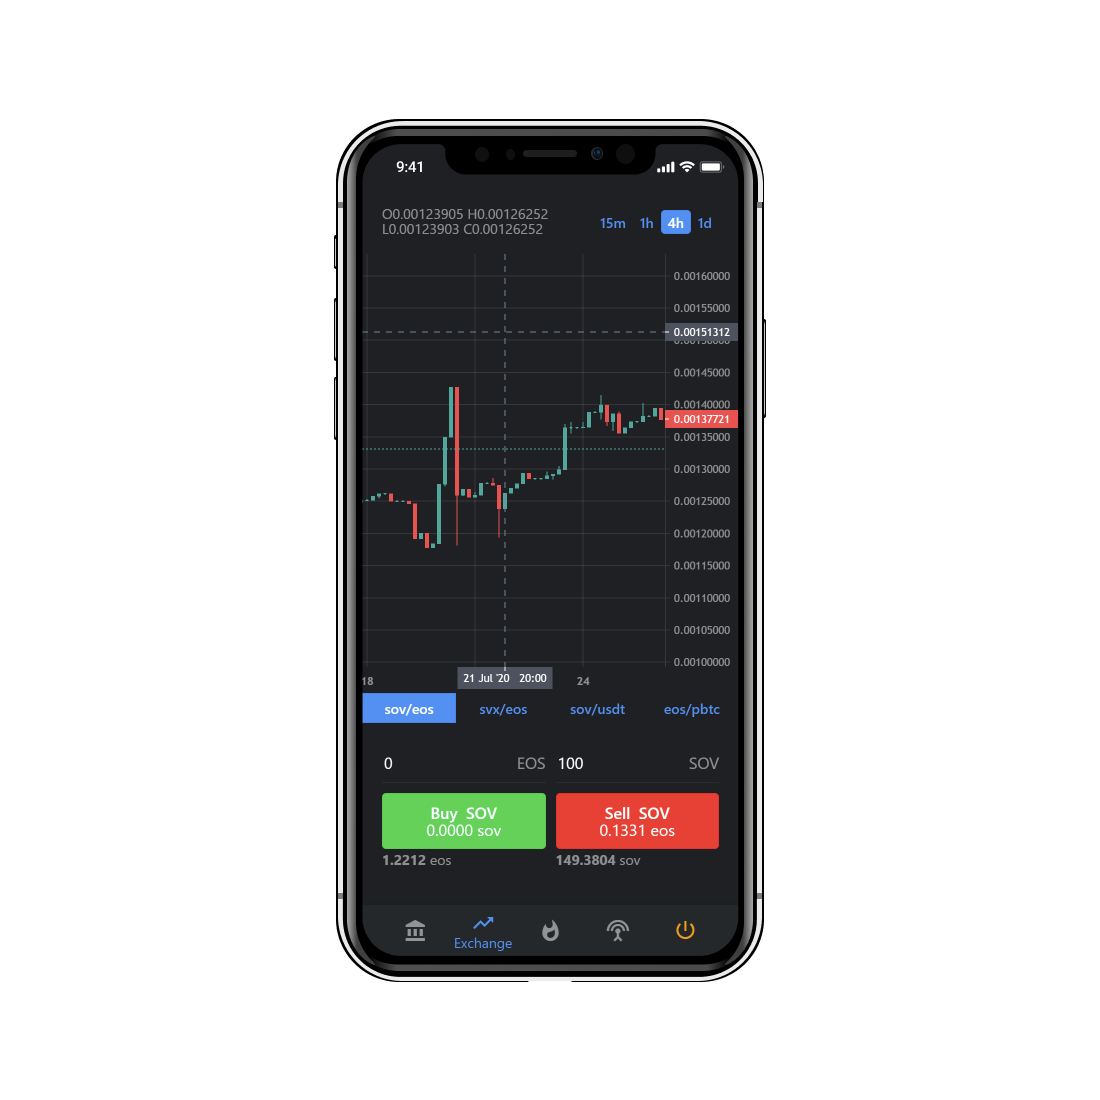 9:41
O0.00123905 H0.00126252
L0.00123903 C0.00126252
15m 1h 4h 1d
0.00160000
0.00155000
0.00151312
0.00150000
0.00145000
0.00140000
0.00137721
0.00135000
0.00130000
0.00125000
0.00120000
0.00115000
0.00110000
0.00105000
0.00100000
18 21 Jul '20 20:00 24
sov/eos svx/eos sov/usdt eos/pbtc
0 EOS 100 SOV
Buy SOV Sell SOV
0.0000 sov 0.1331 eos
1.2212 eos 149.3804 sov
Exchange